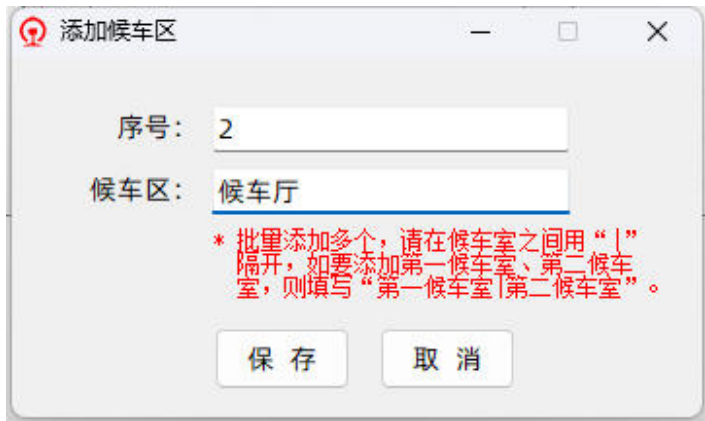 添加候车区
序号： 2
候车区： 候车厅
* 批里添加多个，请在候车室之间用“|”
隔开，如要添加第一候车室、第二候车
室，则填写“第一候车室|第二候车室”。
保 存 取 消